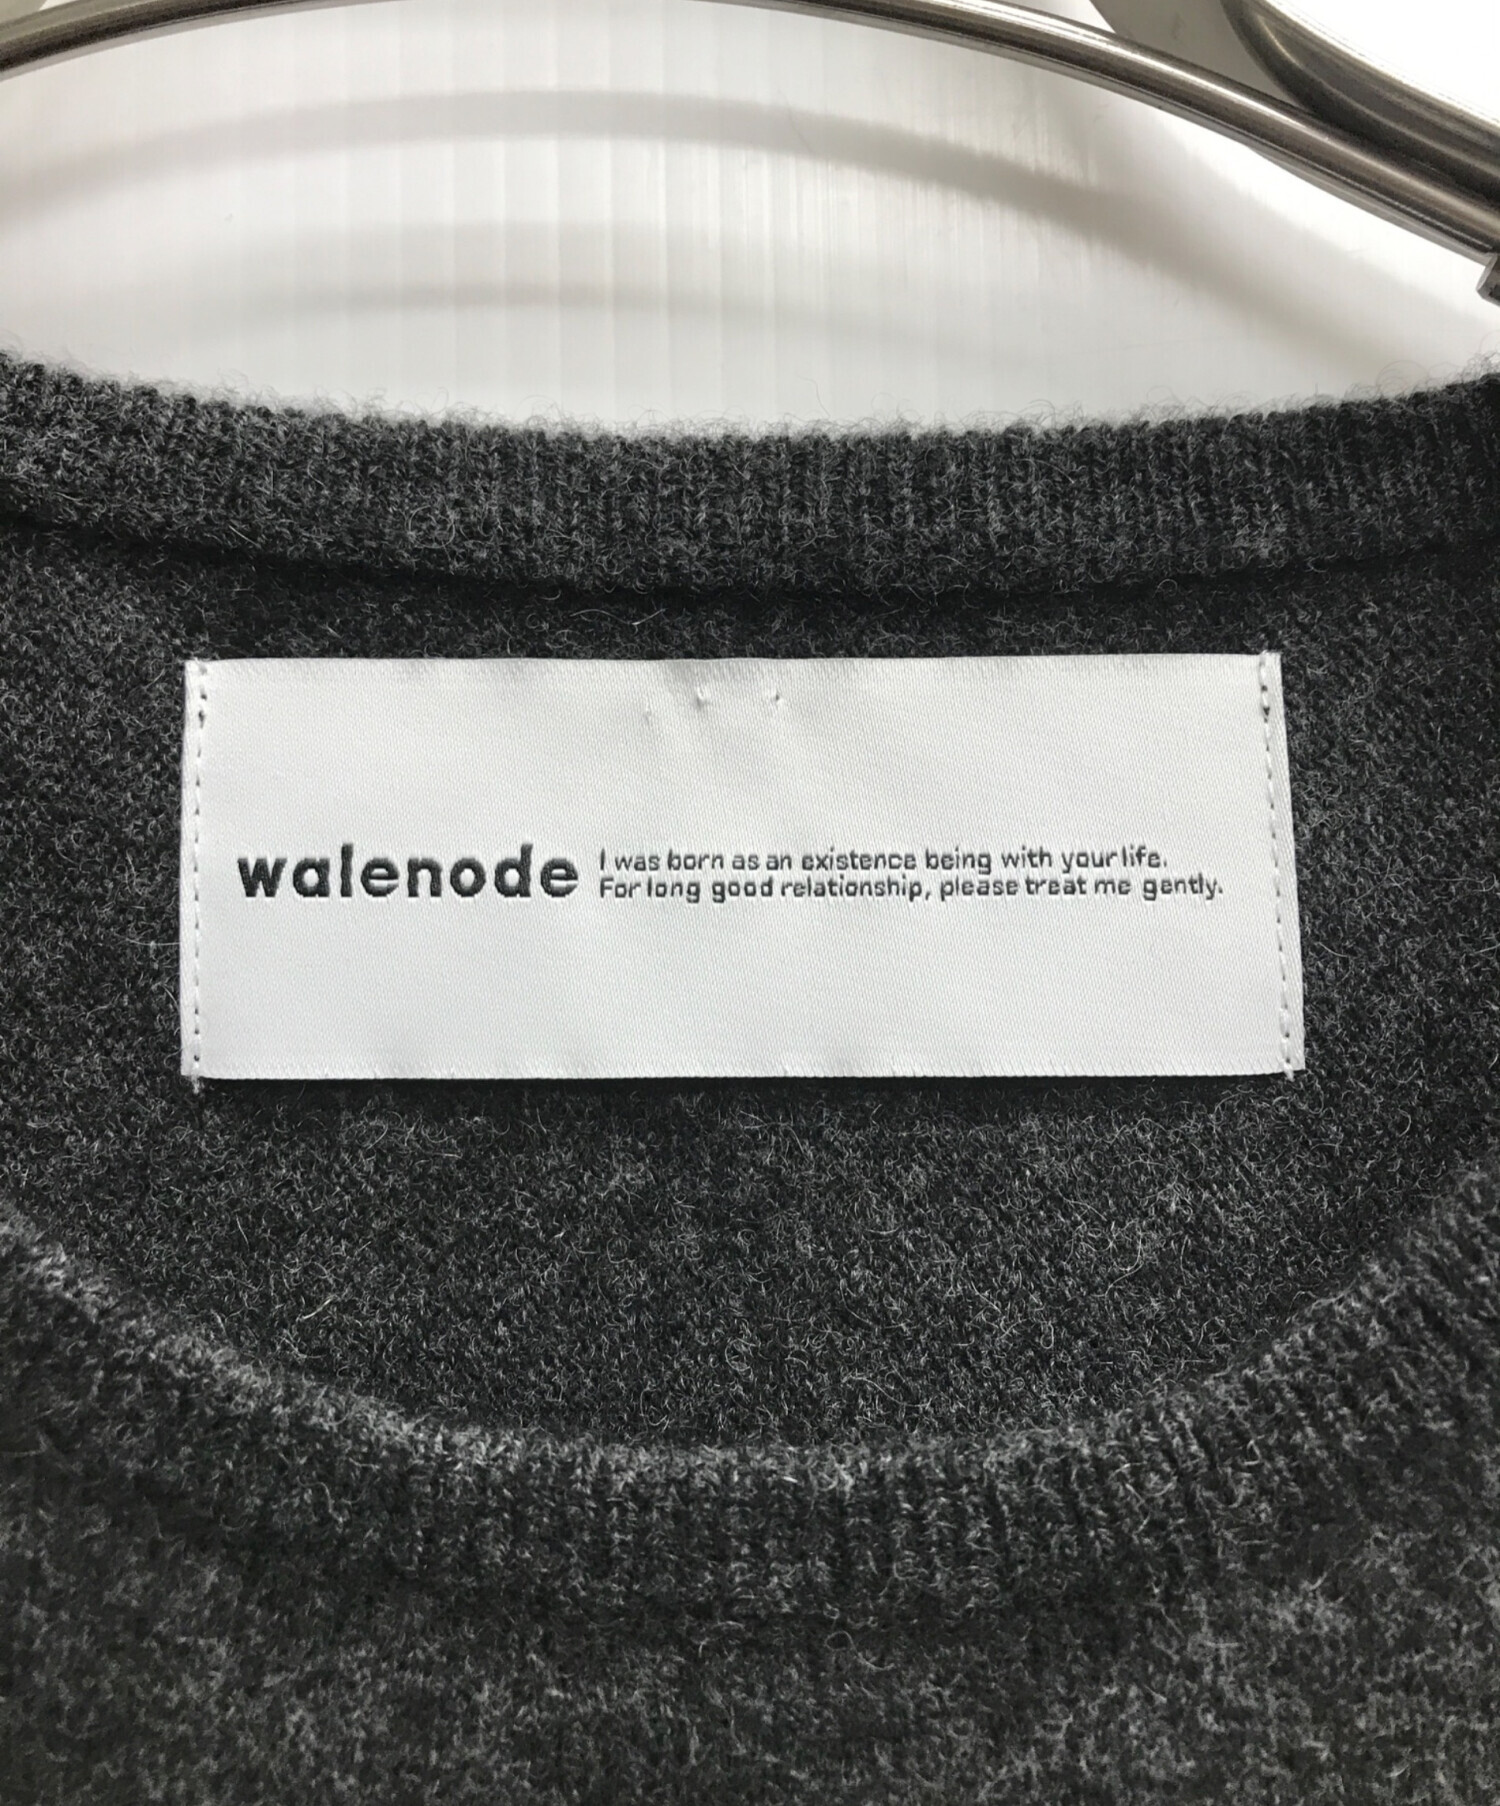 walenode
I was born as an existence being with your life.
For long good relationship, please treat me gently.